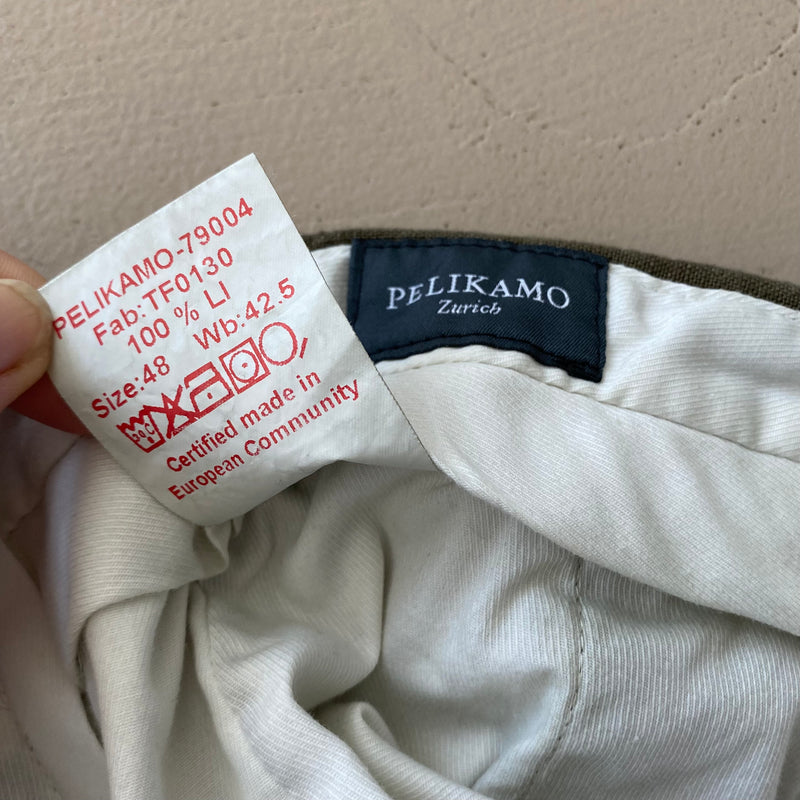 PELIKAMO-79004
Fab:TF0130
100 % LI
Size:48 Wb:42.5
Certified made in
European Community
PELIKAMO
Zurich